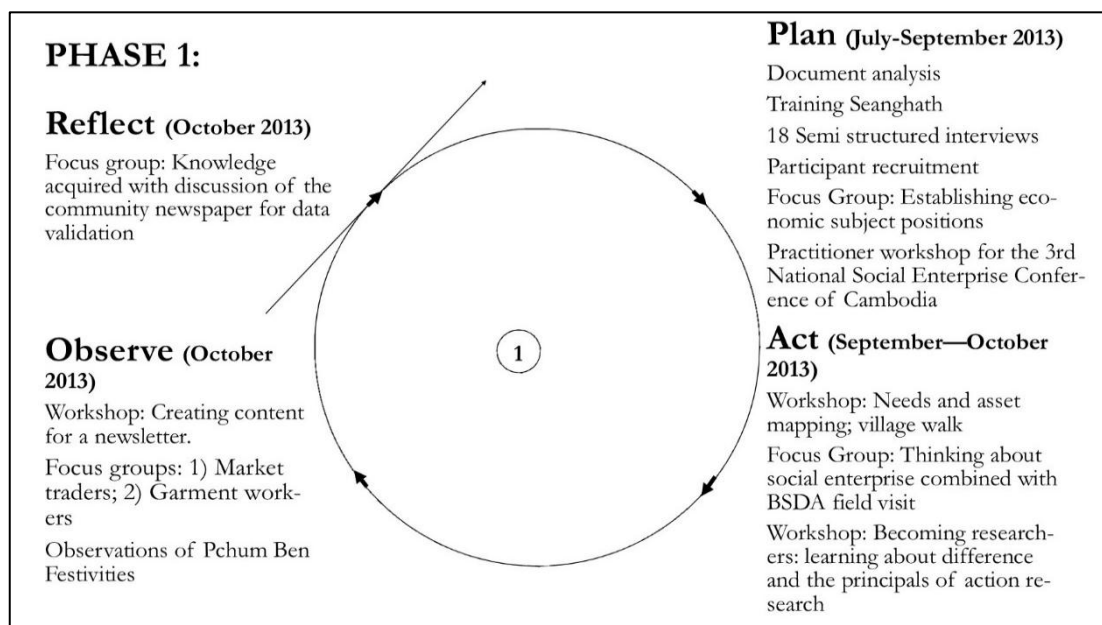 PHASE 1:
Reflect (October 2013)
Focus group: Knowledge
acquired with discussion of the
community newspaper for data
validation
Plan (July-September 2013)
Document analysis
Training Seanghath
18 Semi structured interviews
Participant recruitment
Focus Group: Establishing eco-
nomic subject positions
Practitioner workshop for the 3rd
National Social Enterprise Confer-
ence of Cambodia
Observe (October
2013)
Workshop: Creating content
for a newsletter.
Focus groups: 1) Market
traders; 2) Garment work-
ers
Observations of Pchum Ben
Festivities
1
Act (September—October
2013)
Workshop: Needs and asset
mapping; village walk
Focus Group: Thinking about
social enterprise combined with
BSDA field visit
Workshop: Becoming research-
ers: learning about difference
and the principals of action re-
search